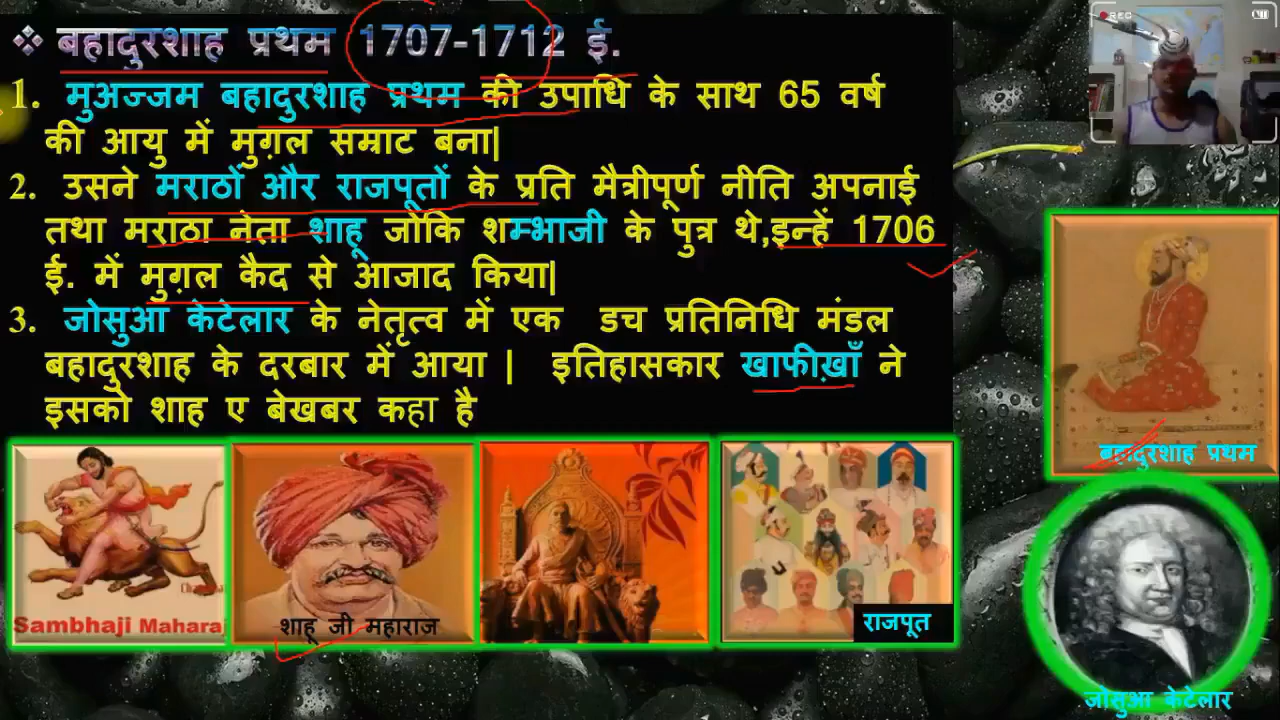 ❖ बहादुरशाह प्रथम 1707-1712 ई.
1. मुअज्जम बहादुरशाह प्रथम की उपाधि के साथ 65 वर्ष
की आयु में मुग़ल सम्राट बना|
2. उसने मराठों और राजपूतों के प्रति मैत्रीपूर्ण नीति अपनाई
तथा मराठा नेता शाहू जोकि शम्भाजी के पुत्र थे,इन्हें 1706
ई. में मुग़ल कैद से आजाद किया|
3. जोसुआ केटेलार के नेतृत्व में एक डच प्रतिनिधि मंडल
बहादुरशाह के दरबार में आया | इतिहासकार खाफीख़ाँ ने
इसको शाह ए बेखबर कहा है
REC
बहादुरशाह प्रथम
Sambhaji Maharaj
शाहू जी महाराज
राजपूत
जोसुआ केटेलार